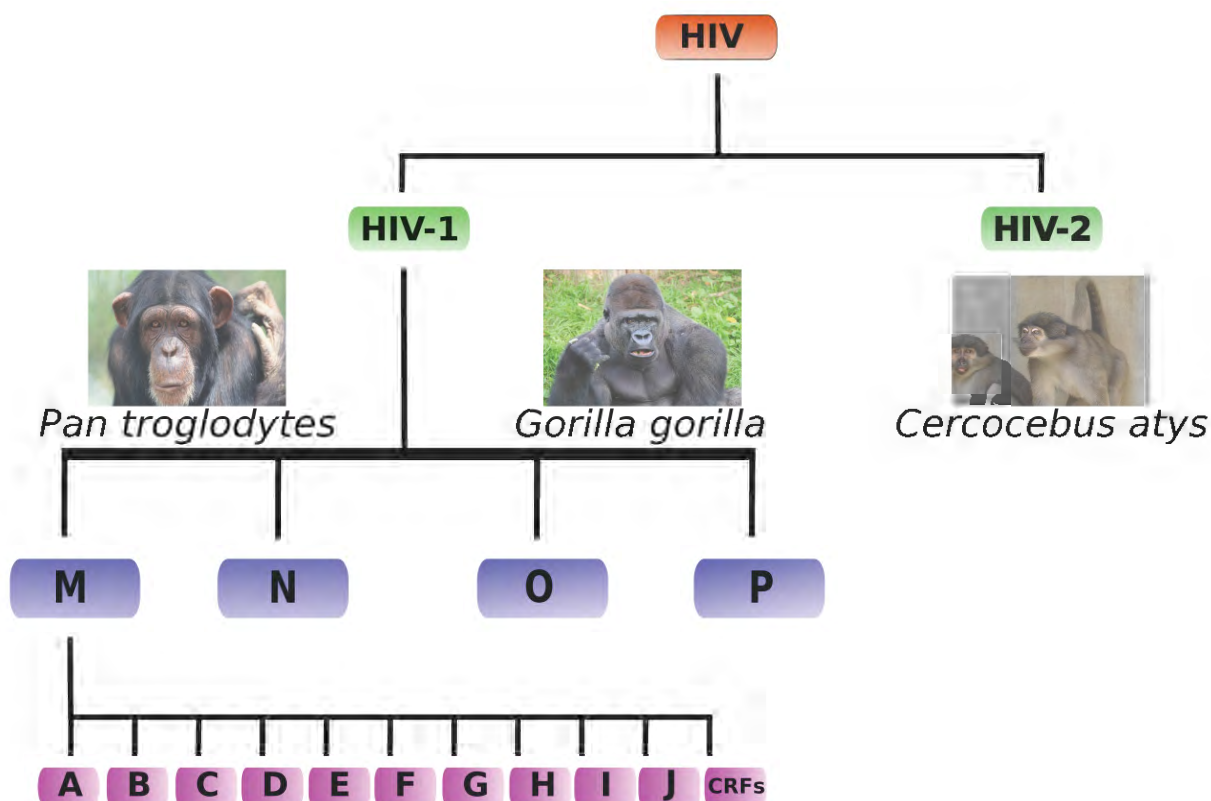 HIV
HIV-1
HIV-2
Pan troglodytes
Gorilla gorilla
Cercocebus atys
M
N
O
P
A
B
C
D
E
F
G
H
I
J
CRFs